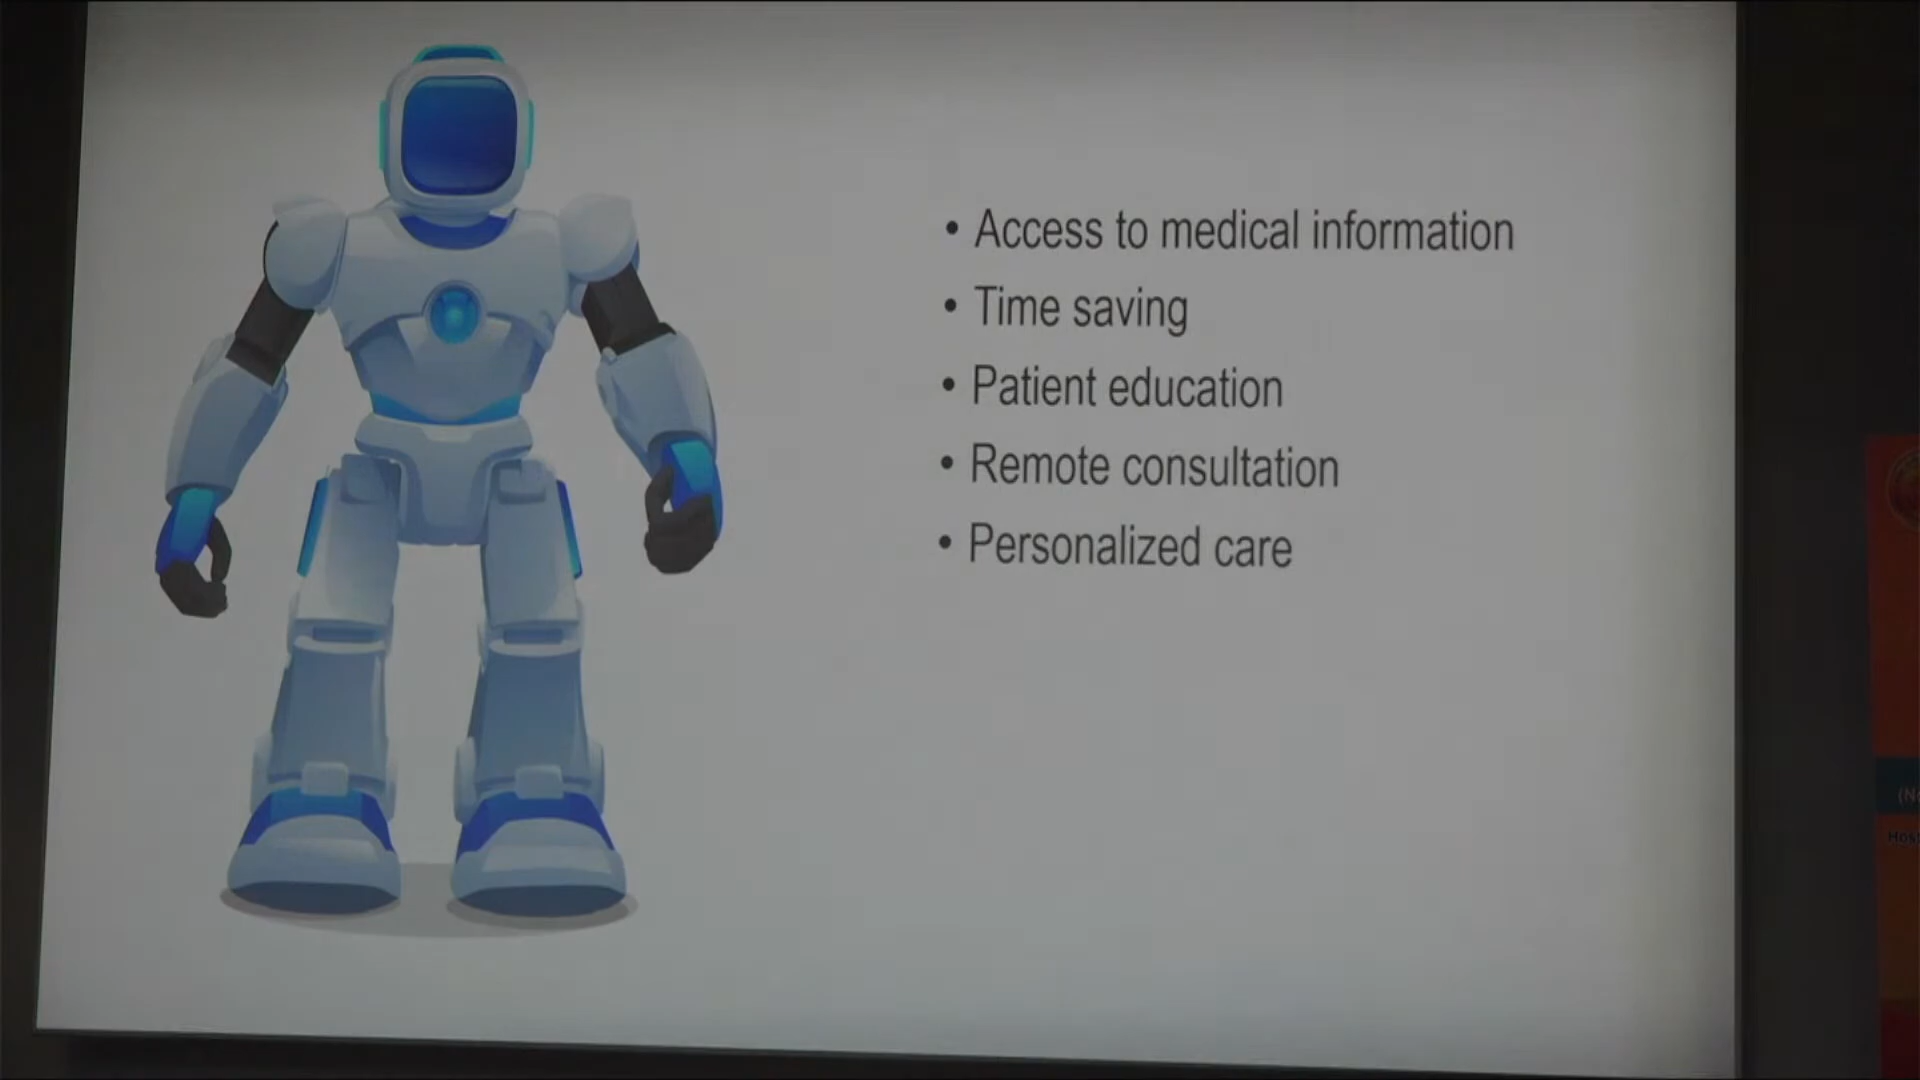 • Access to medical information
• Time saving
• Patient education
• Remote consultation
• Personalized care